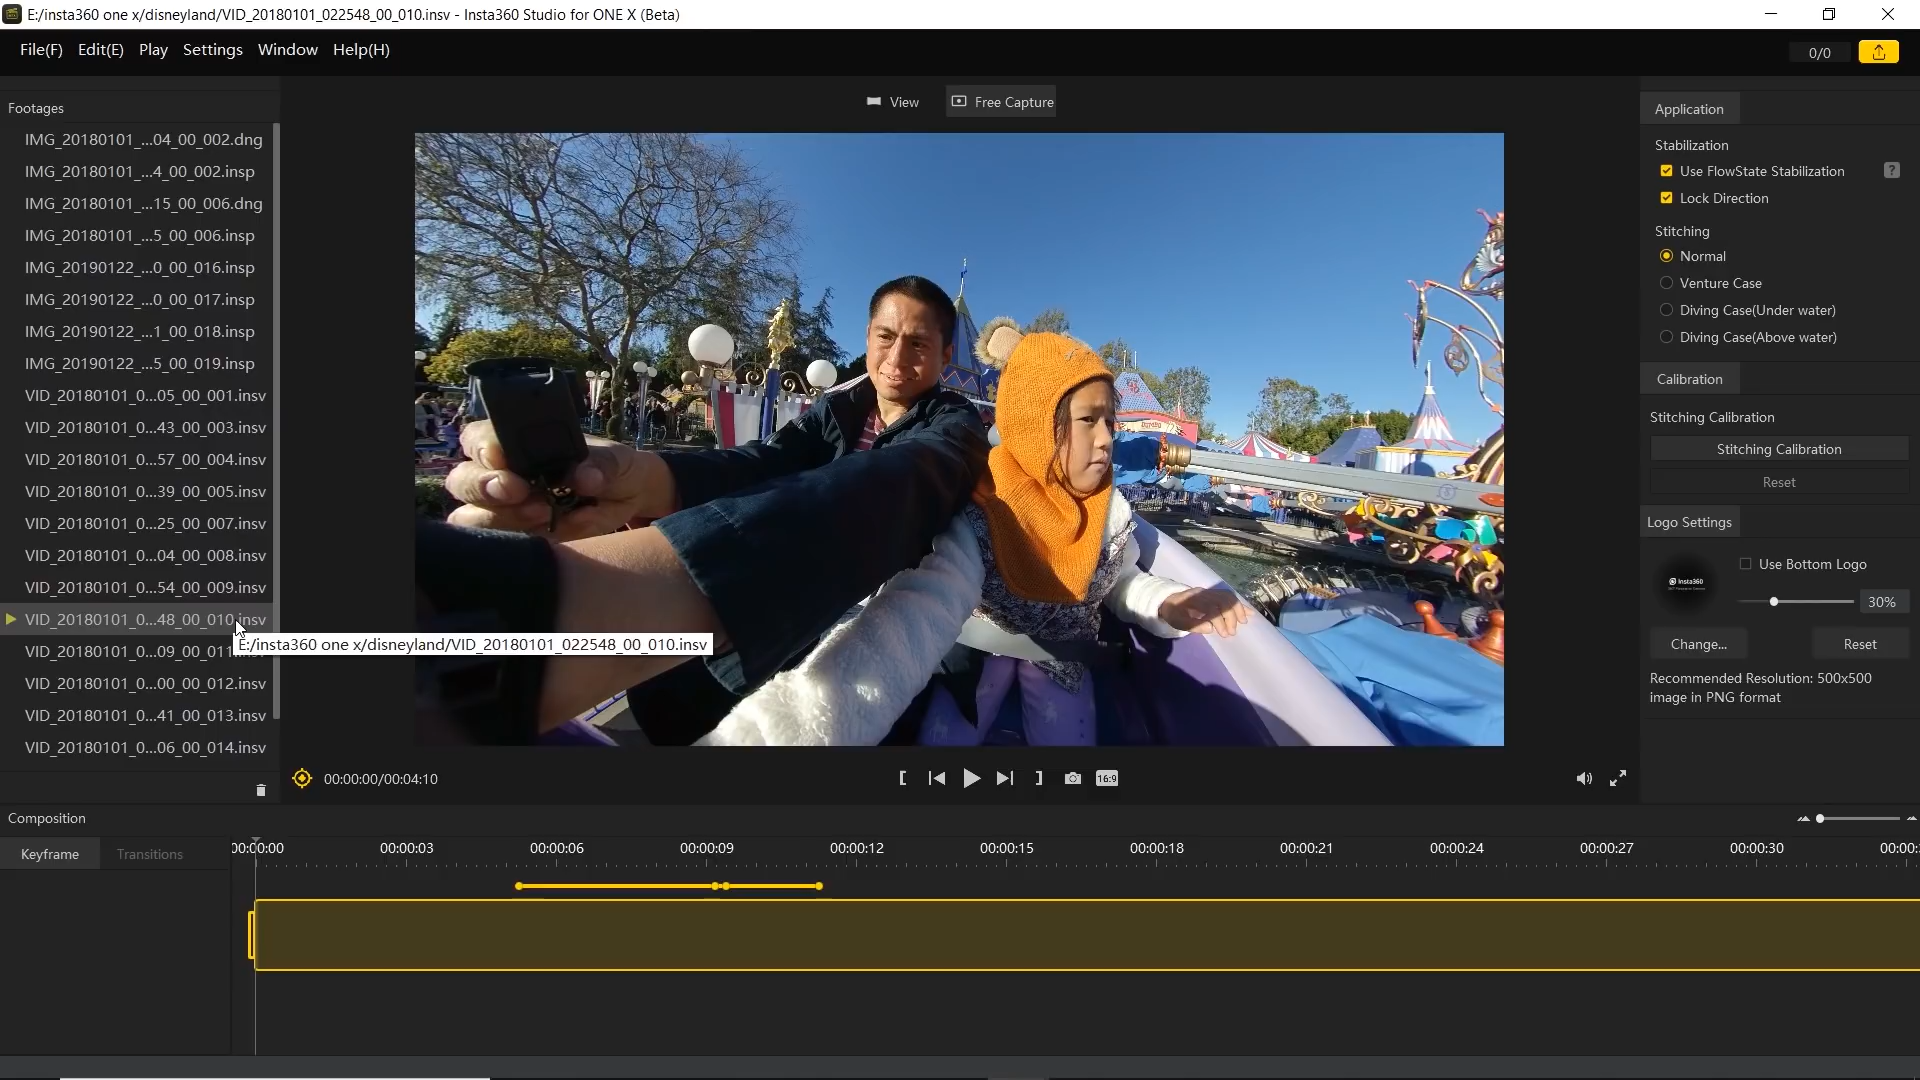 E:/insta360 one x/disneyland/VID_20180101_022548_00_010.insv - Insta360 Studio for ONE X (Beta)
File(F) Edit(E) Play Settings Window Help(H)
0/0
Footages
IMG_20180101_...04_00_002.dng
IMG_20180101_...4_00_002.insp
IMG_20180101_...15_00_006.dng
IMG_20180101_...5_00_006.insp
IMG_20190122_...0_00_016.insp
IMG_20190122_...0_00_017.insp
IMG_20190122_...1_00_018.insp
IMG_20190122_...5_00_019.insp
VID_20180101_0...05_00_001.insv
VID_20180101_0...43_00_003.insv
VID_20180101_0...57_00_004.insv
VID_20180101_0...39_00_005.insv
VID_20180101_0...25_00_007.insv
VID_20180101_0...04_00_008.insv
VID_20180101_0...54_00_009.insv
VID_20180101_0...48_00_010.insv
E:/insta360 one x/disneyland/VID_20180101_022548_00_010.insv
VID_20180101_0...09_00_011
VID_20180101_0...00_00_012.insv
VID_20180101_0...41_00_013.insv
VID_20180101_0...06_00_014.insv
View Free Capture
00:00:00/00:04:10
16:9
Application
Stabilization
Use FlowState Stabilization ?
Lock Direction
Stitching
Normal
Venture Case
Diving Case(Under water)
Diving Case(Above water)
Calibration
Stitching Calibration
Stitching Calibration
Reset
Logo Settings
Insta360
Use Bottom Logo
30%
Change... Reset
Recommended Resolution: 500x500
image in PNG format
Composition
Keyframe Transitions
00:00:00 00:00:03 00:00:06 00:00:09 00:00:12 00:00:15 00:00:18 00:00:21 00:00:24 00:00:27 00:00:30 00:00: